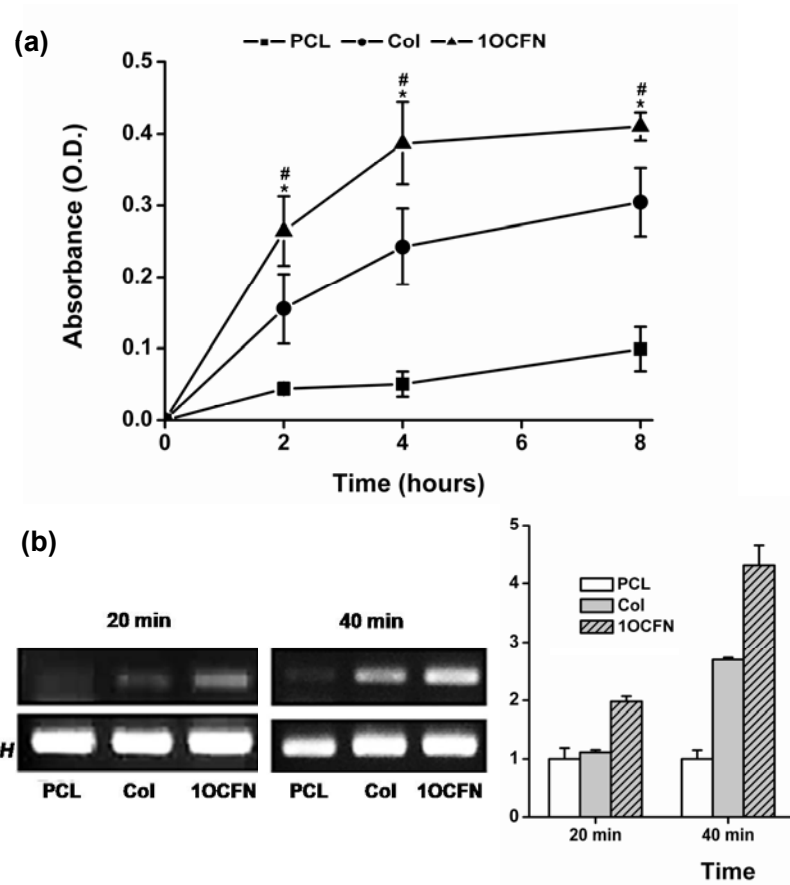 (a)
PCL Col 1OCFN
0.5
0.4
0.3
0.2
0.1
0.0
# *
# *
# *
Absorbance (O.D.)
0 2 4 6 8
Time (hours)
(b)
20 min 40 min
H
PCL Col 1OCFN PCL Col 1OCFN
5
4
3
2
1
0
PCL
Col
1OCFN
20 min 40 min
Time